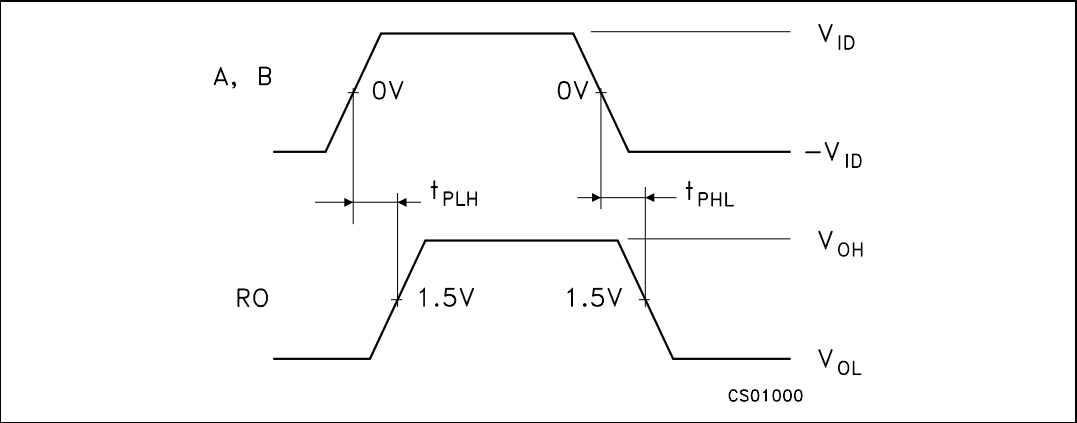 V_ID
A, B
0V
0V
-V_ID
t_PLH
t_PHL
V_OH
RO
1.5V
1.5V
V_OL
CS01000